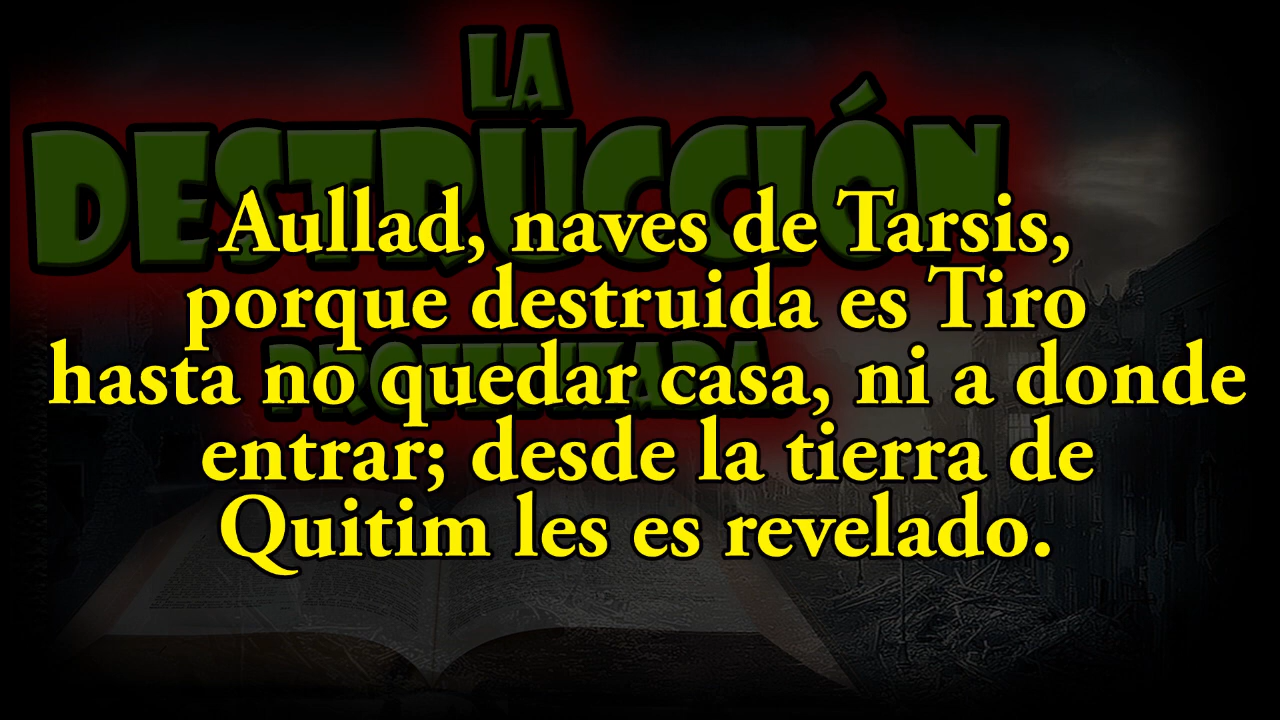 LA
DESTRUCCIÓN
PROFETIZADA
Aullad, naves de Tarsis,
porque destruida es Tiro
hasta no quedar casa, ni a donde
entrar; desde la tierra de
Quitim les es revelado.